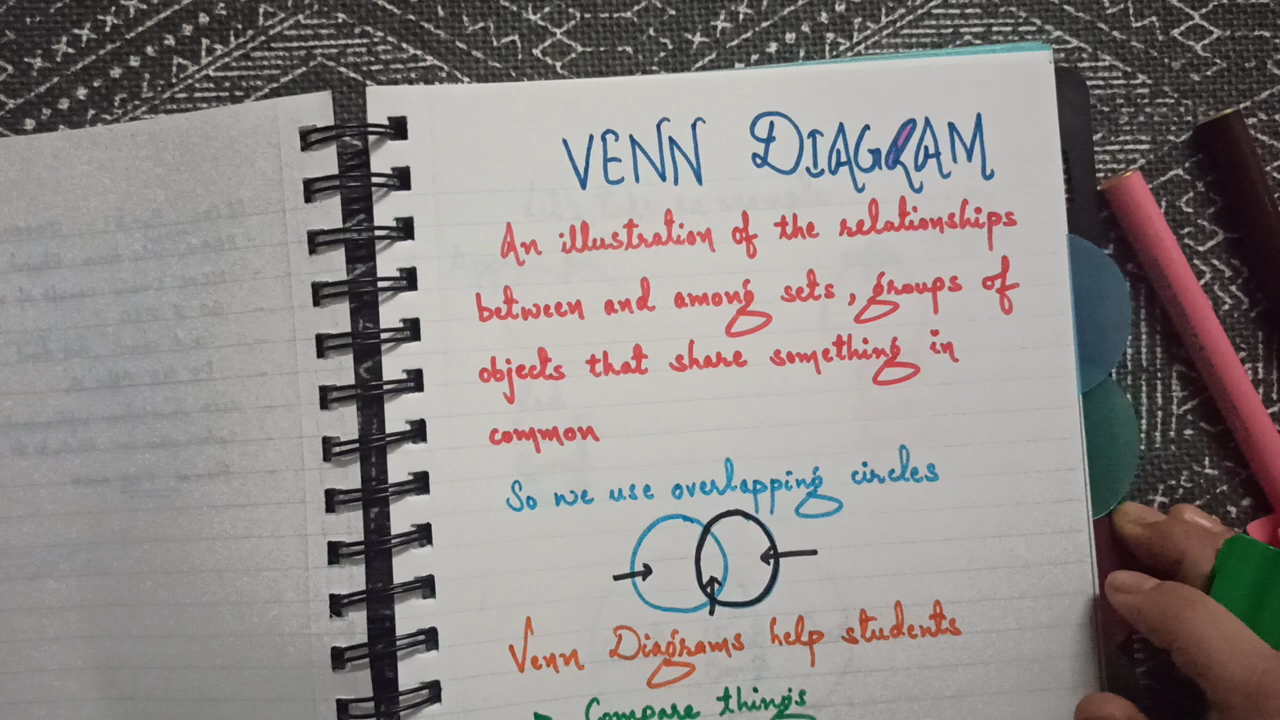 VENN DIAGRAM
An illustration of the relationships
between and among sets, groups of
objects that share something in
common
So we use overlapping circles
Venn Diagrams help students
Compare things